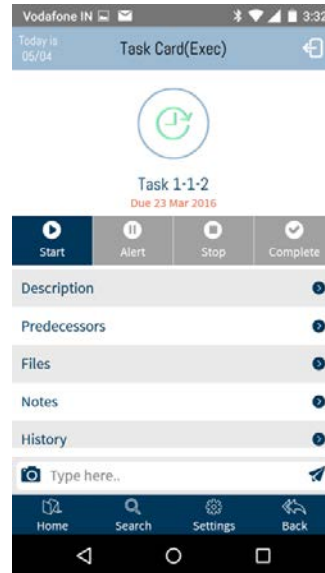 Vodafone IN 3:32
Today is
05/04
Task Card(Exec)
Task 1-1-2
Due 23 Mar 2016
Start Alert Stop Complete
Description
Predecessors
Files
Notes
History
Type here..
Home Search Settings Back